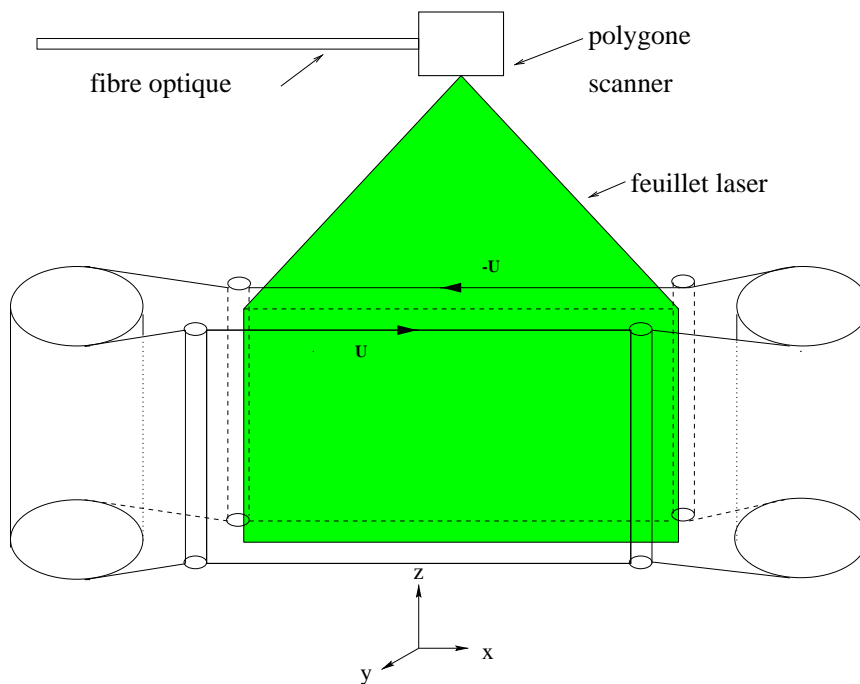 polygone
scanner
fibre optique
feuillet laser
-U
U
z
x
y